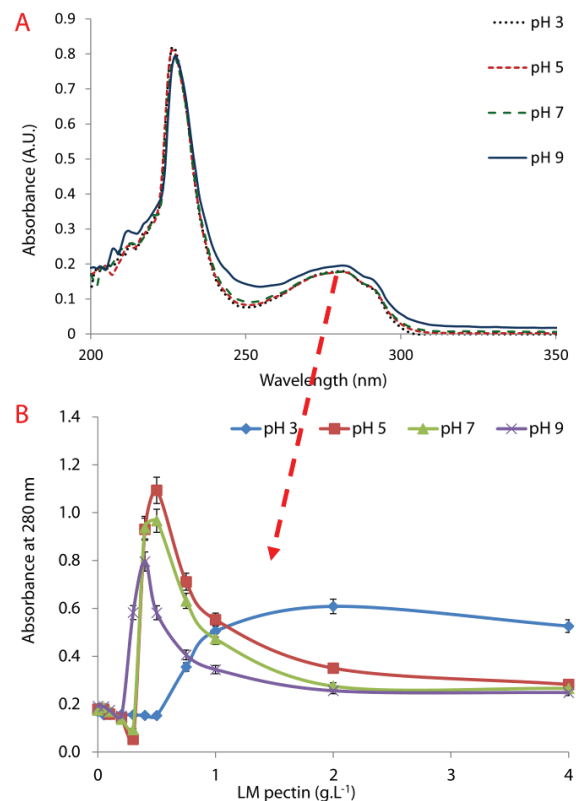 A
0.9
0.8
0.7
0.6
0.5
0.4
0.3
0.2
0.1
0
Absorbance (A.U.)
pH 3
pH 5
pH 7
pH 9
200 250 300 350
Wavelength (nm)
B
1.4
1.2
1.0
0.8
0.6
0.4
0.2
0.0
Absorbance at 280 nm
pH 3 pH 5 pH 7 pH 9
0 1 2 3 4
LM pectin (g.L-1)